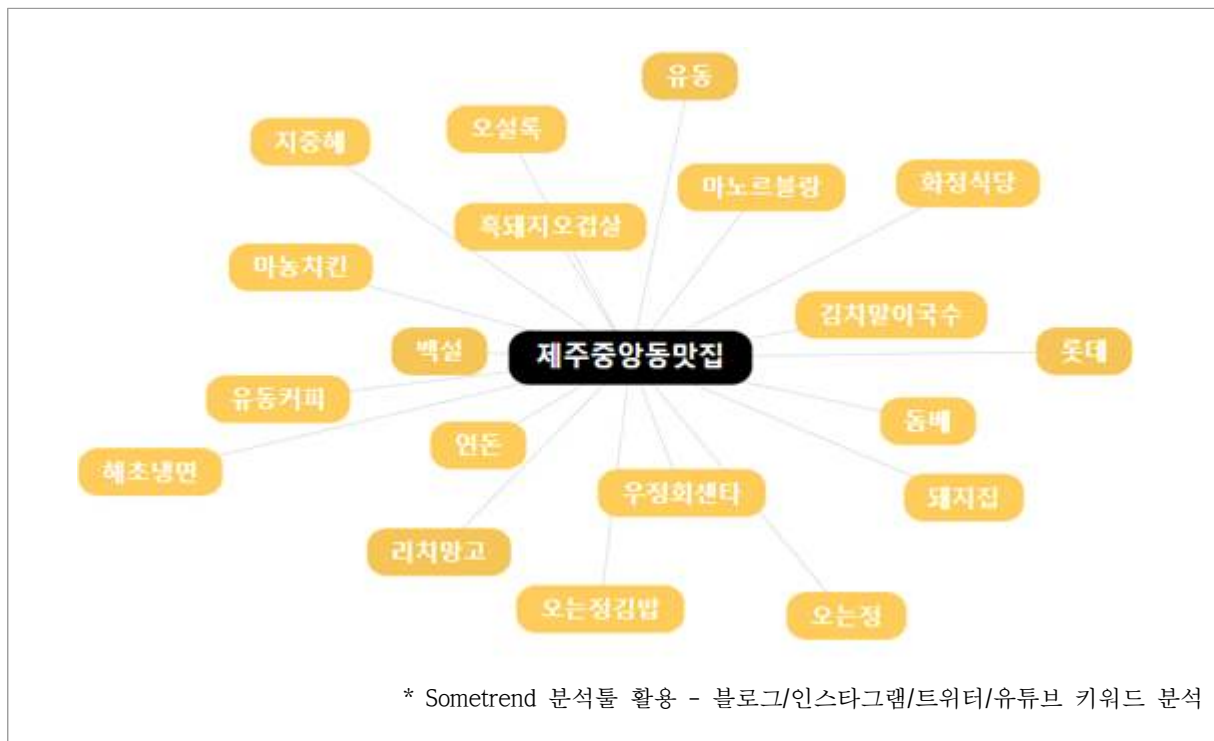 유동
오설록
지중해
마노르블랑
화정식당
흑돼지오겹살
마농치킨
김치말이국수
백설
제주중앙동맛집
롯데
유동커피
돔베
연돈
해초냉면
우정회센타
돼지집
리치망고
오는정김밥
오는정
* Sometrend 분석툴 활용 - 블로그/인스타그램/트위터/유튜브 키워드 분석